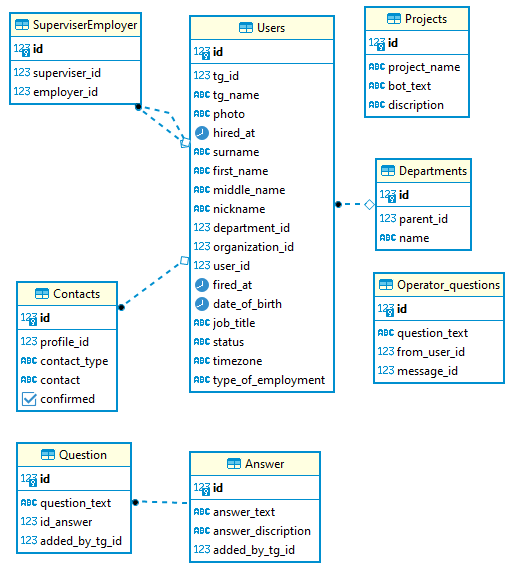 SuperviserEmployer
123 id
123 superviser_id
123 employer_id
Users
123 id
123 tg_id
ABC tg_name
ABC photo
hired_at
ABC surname
ABC first_name
ABC middle_name
ABC nickname
123 department_id
123 organization_id
123 user_id
fired_at
date_of_birth
ABC job_title
ABC status
ABC timezone
ABC type_of_employment
Projects
123 id
ABC project_name
ABC bot_text
ABC discription
Departments
123 id
123 parent_id
ABC name
Contacts
123 id
123 profile_id
ABC contact_type
ABC contact
confirmed
Operator_questions
123 id
ABC question_text
123 from_user_id
123 message_id
Question
123 id
ABC question_text
123 id_answer
123 added_by_tg_id
Answer
123 id
ABC answer_text
ABC answer_discription
123 added_by_tg_id